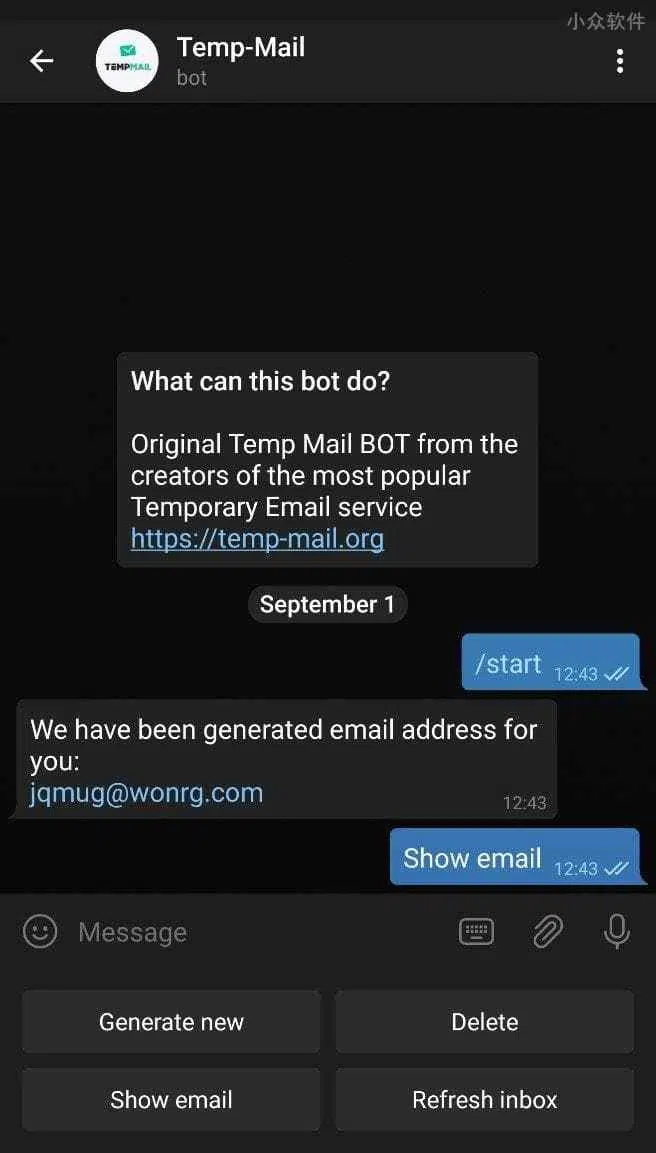 小众软件
Temp-Mail
TEMPMAIL
bot
What can this bot do?
Original Temp Mail BOT from the
creators of the most popular
Temporary Email service
https://temp-mail.org
September 1
/start 12:43
We have been generated email address for
you:
jqmug@wonrg.com
12:43
Show email 12:43
Message
Generate new
Delete
Show email
Refresh inbox